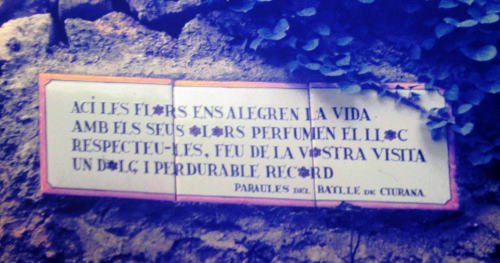 ACI LES FLORS ENS ALEGREN LA VIDA
AMB ELS SEUS OLORS PERFUMEN EL LLOC
RESPECTEU-LES, FEU DE LA VOSTRA VISITA
UN DOLÇ I PERDURABLE RECORD
PARAULES DEL BATLLE DE CIURANA